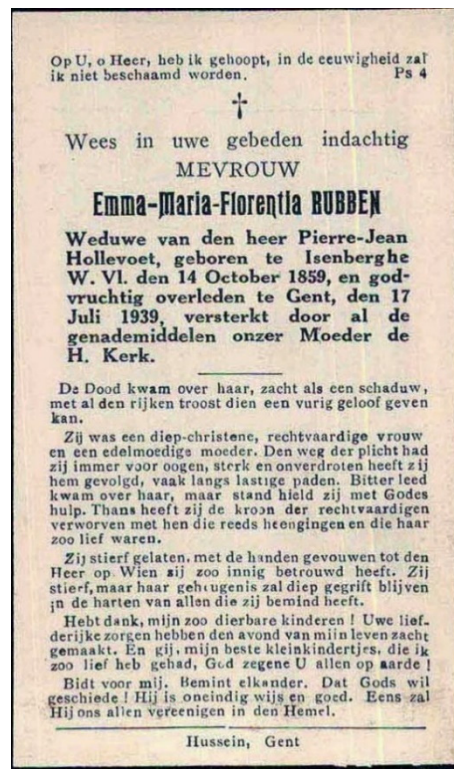 Op U, o Heer, heb ik gehoopt, in de eeuwigheid zal
ik niet beschaamd worden. Ps 4
✝
Wees in uwe gebeden indachtig
MEVROUW
Emma-Maria-Florentia BUBBEN
Weduwe van den heer Pierre-Jean
Hollevoet, geboren te Isenberghe
W. Vl. den 14 October 1859, en god-
vruchtig overleden te Gent, den 17
Juli 1939, versterkt door al de
genademiddelen onzer Moeder de
H. Kerk.
De Dood kwam over haar, zacht als een schaduw,
met al den rijken troost dien een vurig geloof geven
kan.
Zij was een diep-christene, rechtvaardige vrouw
en een edelmoedige moeder. Den weg der plicht had
zij immer voor oogen, sterk en onverdroten heeft zij
hem gevolgd, vaak langs lastige paden. Bitter leed
kwam over haar, maar stand hield zij met Godes
hulp. Thans heeft zij de kroon der rechtvaardigen
verworven met hen die reeds heengingen en die haar
zoo lief waren.
Zij stierf gelaten, met de handen gevouwen tot den
Heer op Wien zij zoo innig betrouwd heeft. Zij
stierf, maar haar geheugenis zal diep gegrift blijven
in de harten van allen die zij bemind heeft.
Hebt dank, mijn zoo dierbare kinderen ! Uwe lief-
derijke zorgen hebben den avond van mijn leven zacht
gemaakt. En gij, mijn beste kleinkindertjes, die ik
zoo lief heb gehad, God zegene U allen op aarde !
Bidt voor mij. Bemint elkander. Dat Gods wil
geschiede ! Hij is oneindig wijs en goed. Eens zal
Hij ons allen vereenigen in den Hemel.
Hussein, Gent